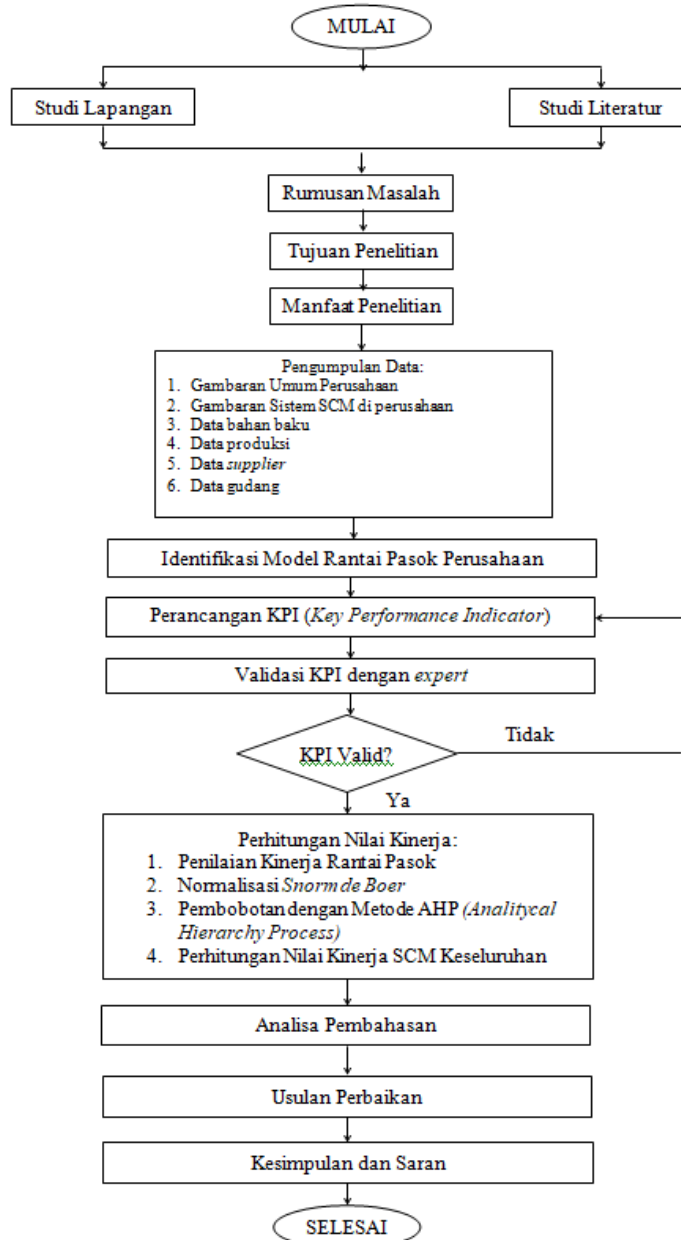 MULAI
Studi Lapangan
Studi Literatur
Rumusan Masalah
Tujuan Penelitian
Manfaat Penelitian
Pengumpulan Data:
1. Gambaran Umum Perusahaan
2. Gambaran Sistem SCM di perusahaan
3. Data bahan baku
4. Data produksi
5. Data supplier
6. Data gudang
Identifikasi Model Rantai Pasok Perusahaan
Perancangan KPI (Key Performance Indicator)
Validasi KPI dengan expert
KPI Valid?
Tidak
Ya
Perhitungan Nilai Kinerja:
1. Penilaian Kinerja Rantai Pasok
2. Normalisasi Snorm de Boer
3. Pembobotan dengan Metode AHP (Analitycal
Hierarchy Process)
4. Perhitungan Nilai Kinerja SCM Keseluruhan
Analisa Pembahasan
Usulan Perbaikan
Kesimpulan dan Saran
SELESAI